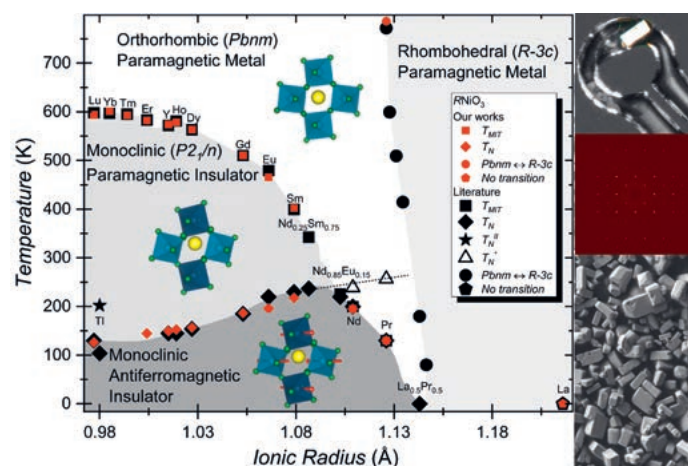 800
700
600
500
400
300
200
100
0
Temperature (K)
Orthorhombic (Pbnm)
Paramagnetic Metal
Rhombohedral (R-3c)
Paramagnetic Metal
Lu Yb Tm
Er
Y Ho
Dy
Gd
Eu
Sm
Nd0.25Sm0.75
Monoclinic (P21/n)
Paramagnetic Insulator
RNiO3
Our works
TMIT
TN
Pbnm ↔ R-3c
No transition
Literature
TMIT
TN
TN*
Pbnm ↔ R-3c
No transition
Nd0.85Eu0.15
Tl
Nd
Pr
Monoclinic
Antiferromagnetic
Insulator
La0.5Pr0.5
La
0.98 1.03 1.08 1.13 1.18
Ionic Radius (Å)